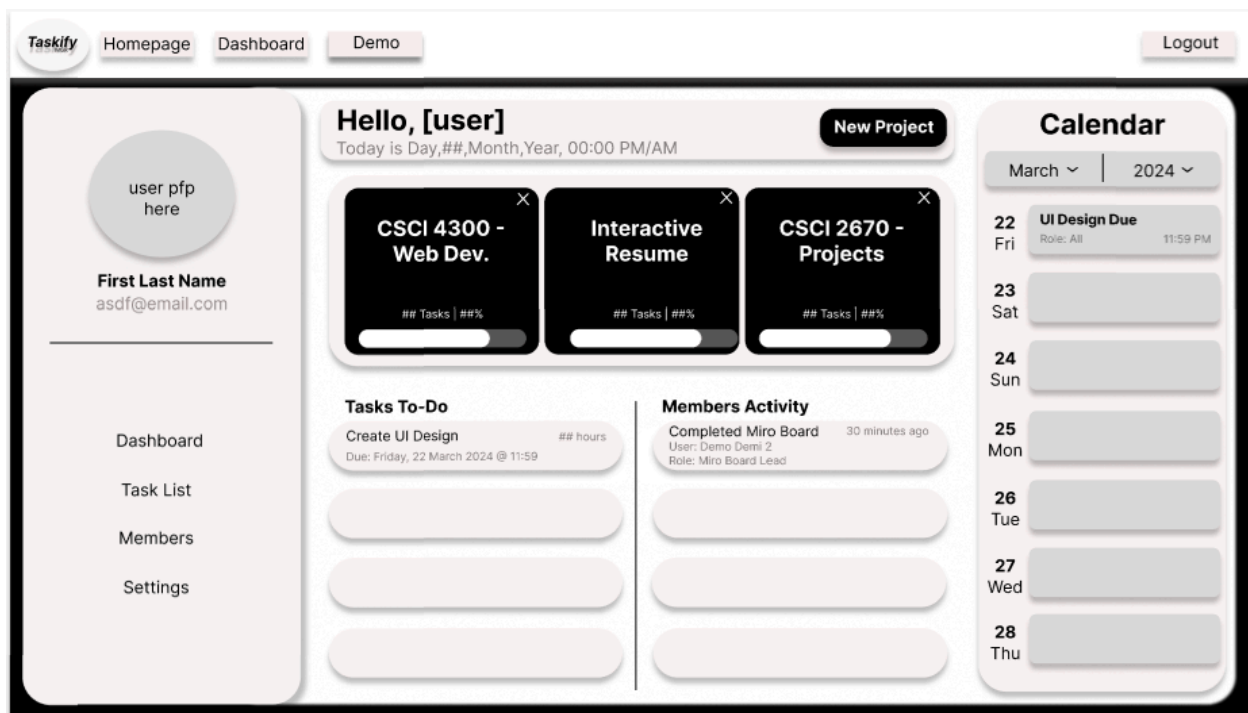 Taskify
Homepage
Dashboard
Demo
Logout
user pfp
here
First Last Name
asdf@email.com
Dashboard
Task List
Members
Settings
Hello, [user]
Today is Day,##,Month,Year, 00:00 PM/AM
New Project
CSCI 4300 -
Web Dev.
## Tasks | ##%
Interactive
Resume
## Tasks | ##%
CSCI 2670 -
Projects
## Tasks | ##%
Tasks To-Do
Create UI Design
## hours
Due: Friday, 22 March 2024 @ 11:59
Members Activity
Completed Miro Board
30 minutes ago
User: Demo Demi 2
Role: Miro Board Lead
Calendar
March
2024
22
Fri
UI Design Due
Role: All
11:59 PM
23
Sat
24
Sun
25
Mon
26
Tue
27
Wed
28
Thu